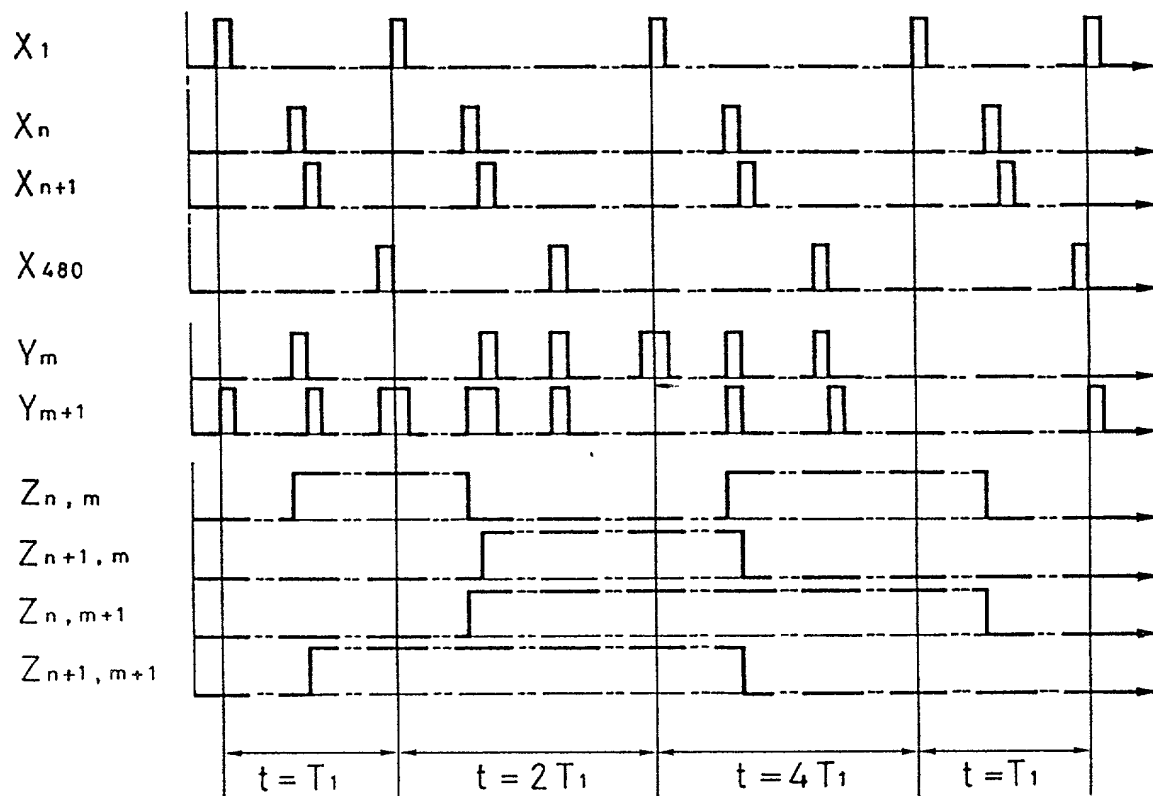 X1
Xn
Xn+1
X480
Ym
Ym+1
Zn,m
Zn+1,m
Zn,m+1
Zn+1,m+1
t=T1 t=2T1 t=4T1 t=T1